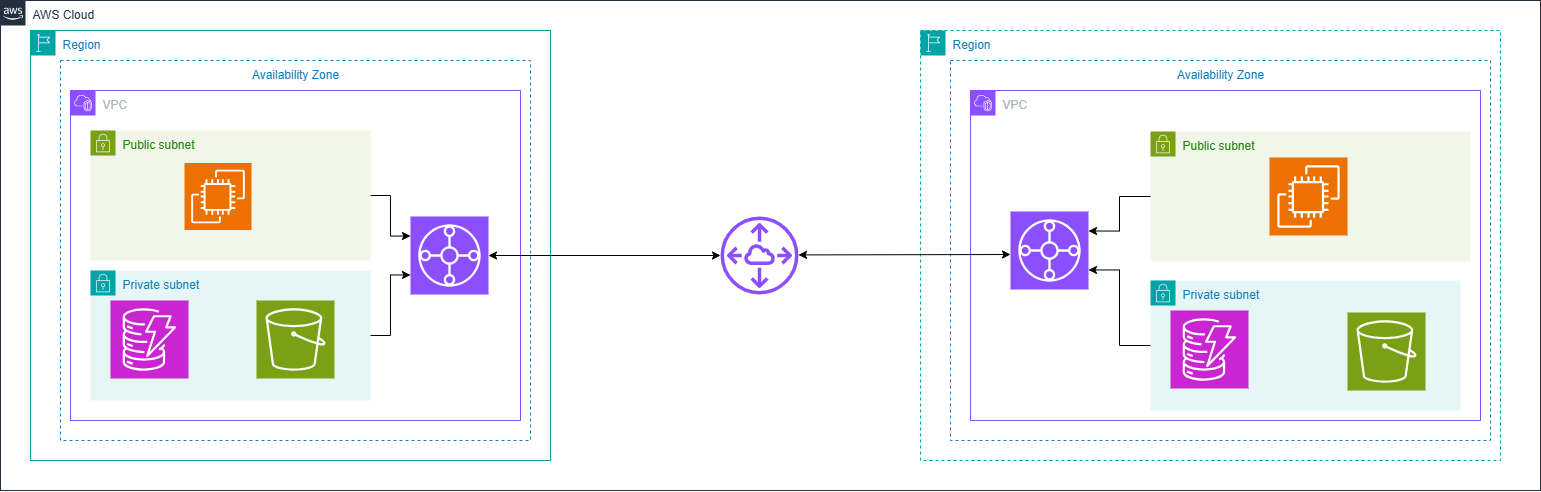 aws
AWS Cloud
Region
Availability Zone
VPC
Public subnet
Private subnet
Region
Availability Zone
VPC
Public subnet
Private subnet